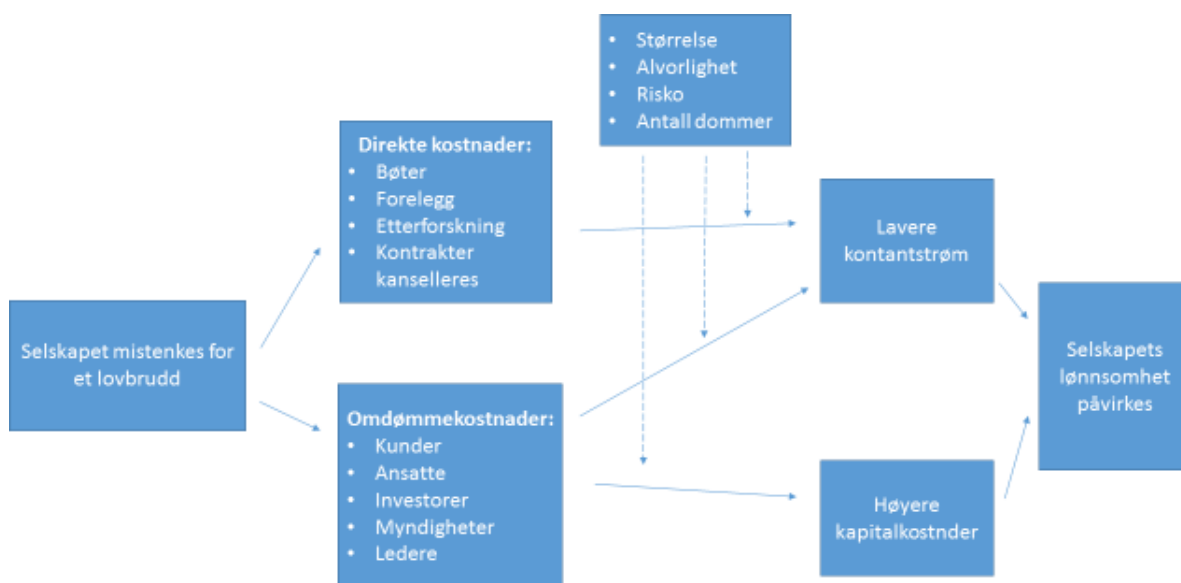 Selskapet mistenkes for
et lovbrudd
Direkte kostnader:
• Bøter
• Forelegg
• Etterforskning
• Kontrakter
kanselleres
Omdømmekostnader:
• Kunder
• Ansatte
• Investorer
• Myndigheter
• Ledere
• Størrelse
• Alvorlighet
• Risko
• Antall dommer
Lavere
kontantstrøm
Høyere
kapitalkostnder
Selskapets
lønnsomhet
påvirkes